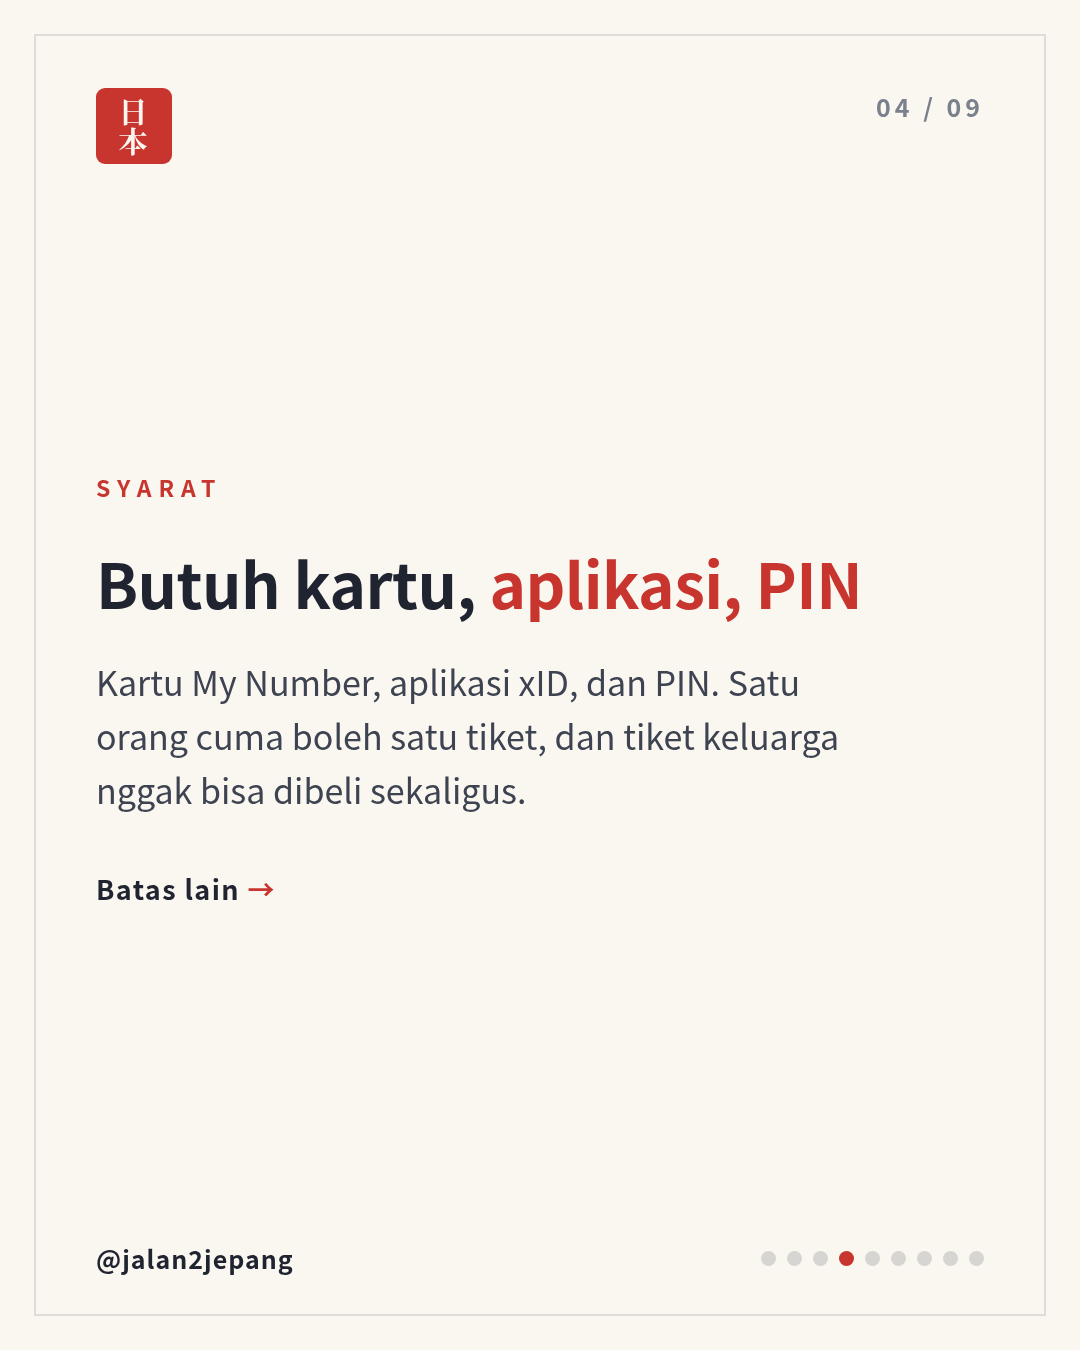 日本
04 / 09
SYARAT
Butuh kartu, aplikasi, PIN
Kartu My Number, aplikasi xID, dan PIN. Satu
orang cuma boleh satu tiket, dan tiket keluarga
nggak bisa dibeli sekaligus.
Batas lain →
@jalan2jepang